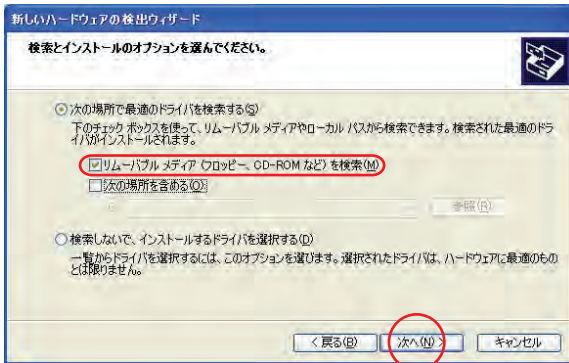 新しいハードウェアの検出ウィザード
検索とインストールのオプションを選んでください。
次の場所で最適のドライバを検索する(S)
下のチェック ボックスを使って、リムーバブル メディアやローカル パスから検索できます。検索された最適のドラ
イバがインストールされます。
リムーバブル メディア (フロッピー、CD-ROM など) を検索(M)
次の場所を含める(O):
参照(R)
検索しないで、インストールするドライバを選択する(D)
一覧からドライバを選択するには、このオプションを選びます。選択されたドライバは、ハードウェアに最適のもの
とは限りません。
< 戻る(B)
次へ(N) >
キャンセル